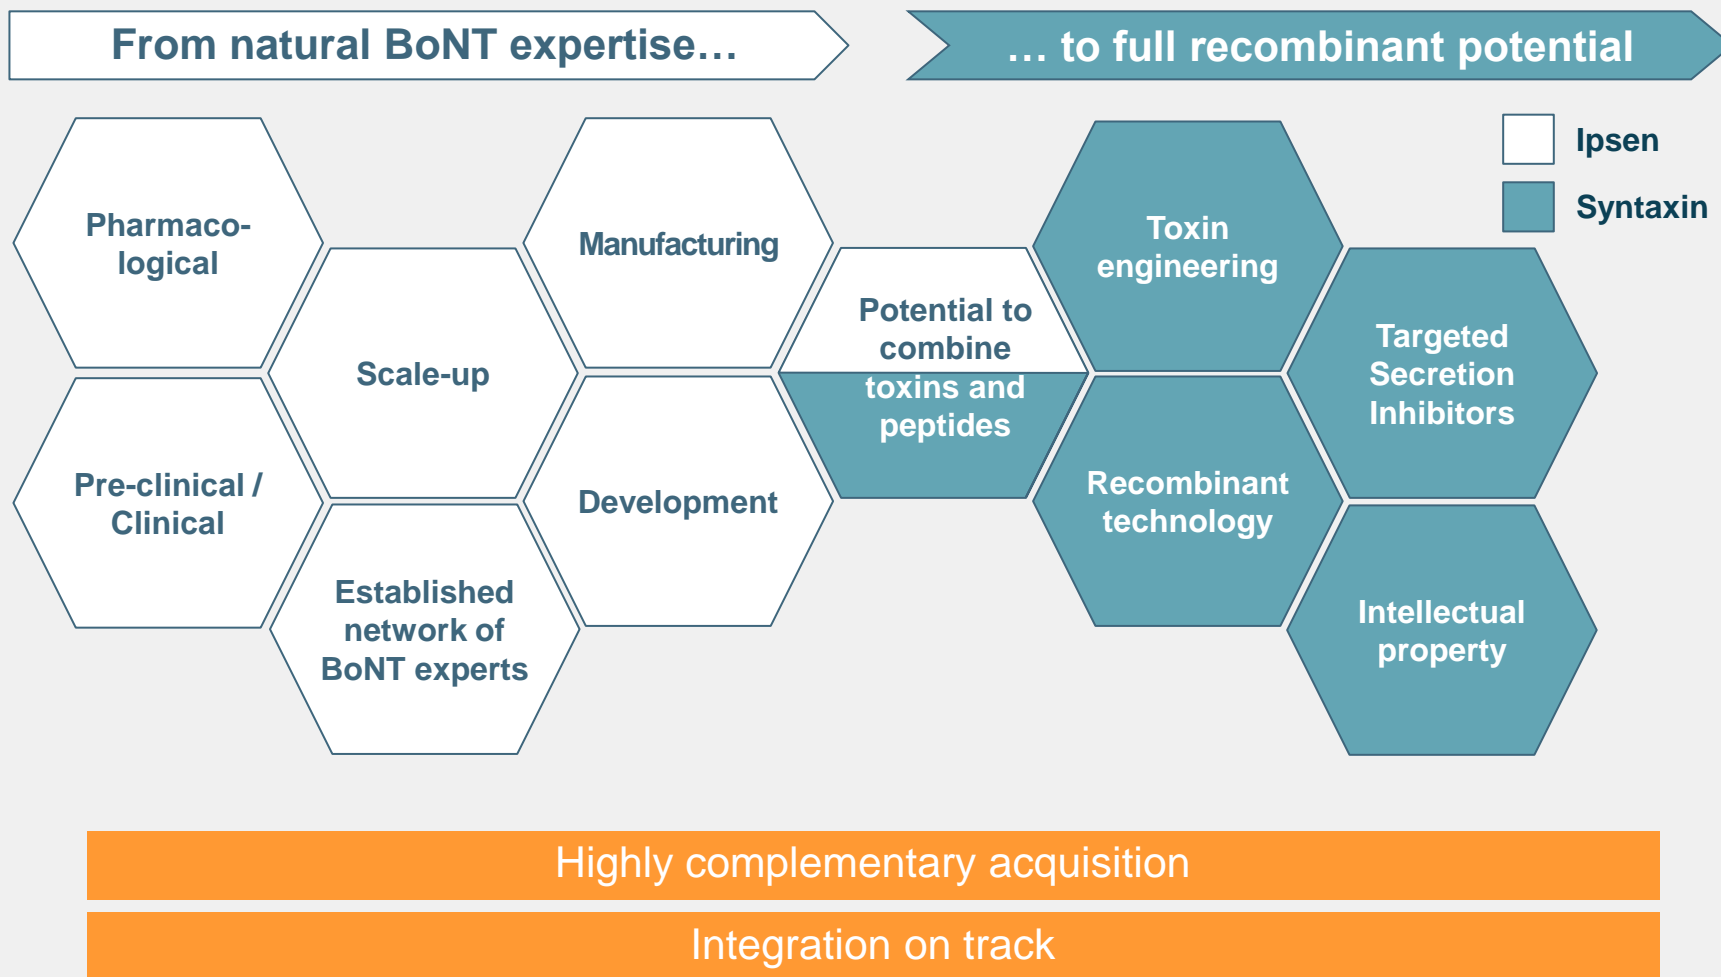 From natural BoNT expertise…
… to full recombinant potential
Ipsen
Syntaxin
Pharmaco-
logical
Pre-clinical /
Clinical
Scale-up
Established
network of
BoNT experts
Manufacturing
Development
Potential to
combine
toxins and
peptides
Toxin
engineering
Recombinant
technology
Targeted
Secretion
Inhibitors
Intellectual
property
Highly complementary acquisition
Integration on track